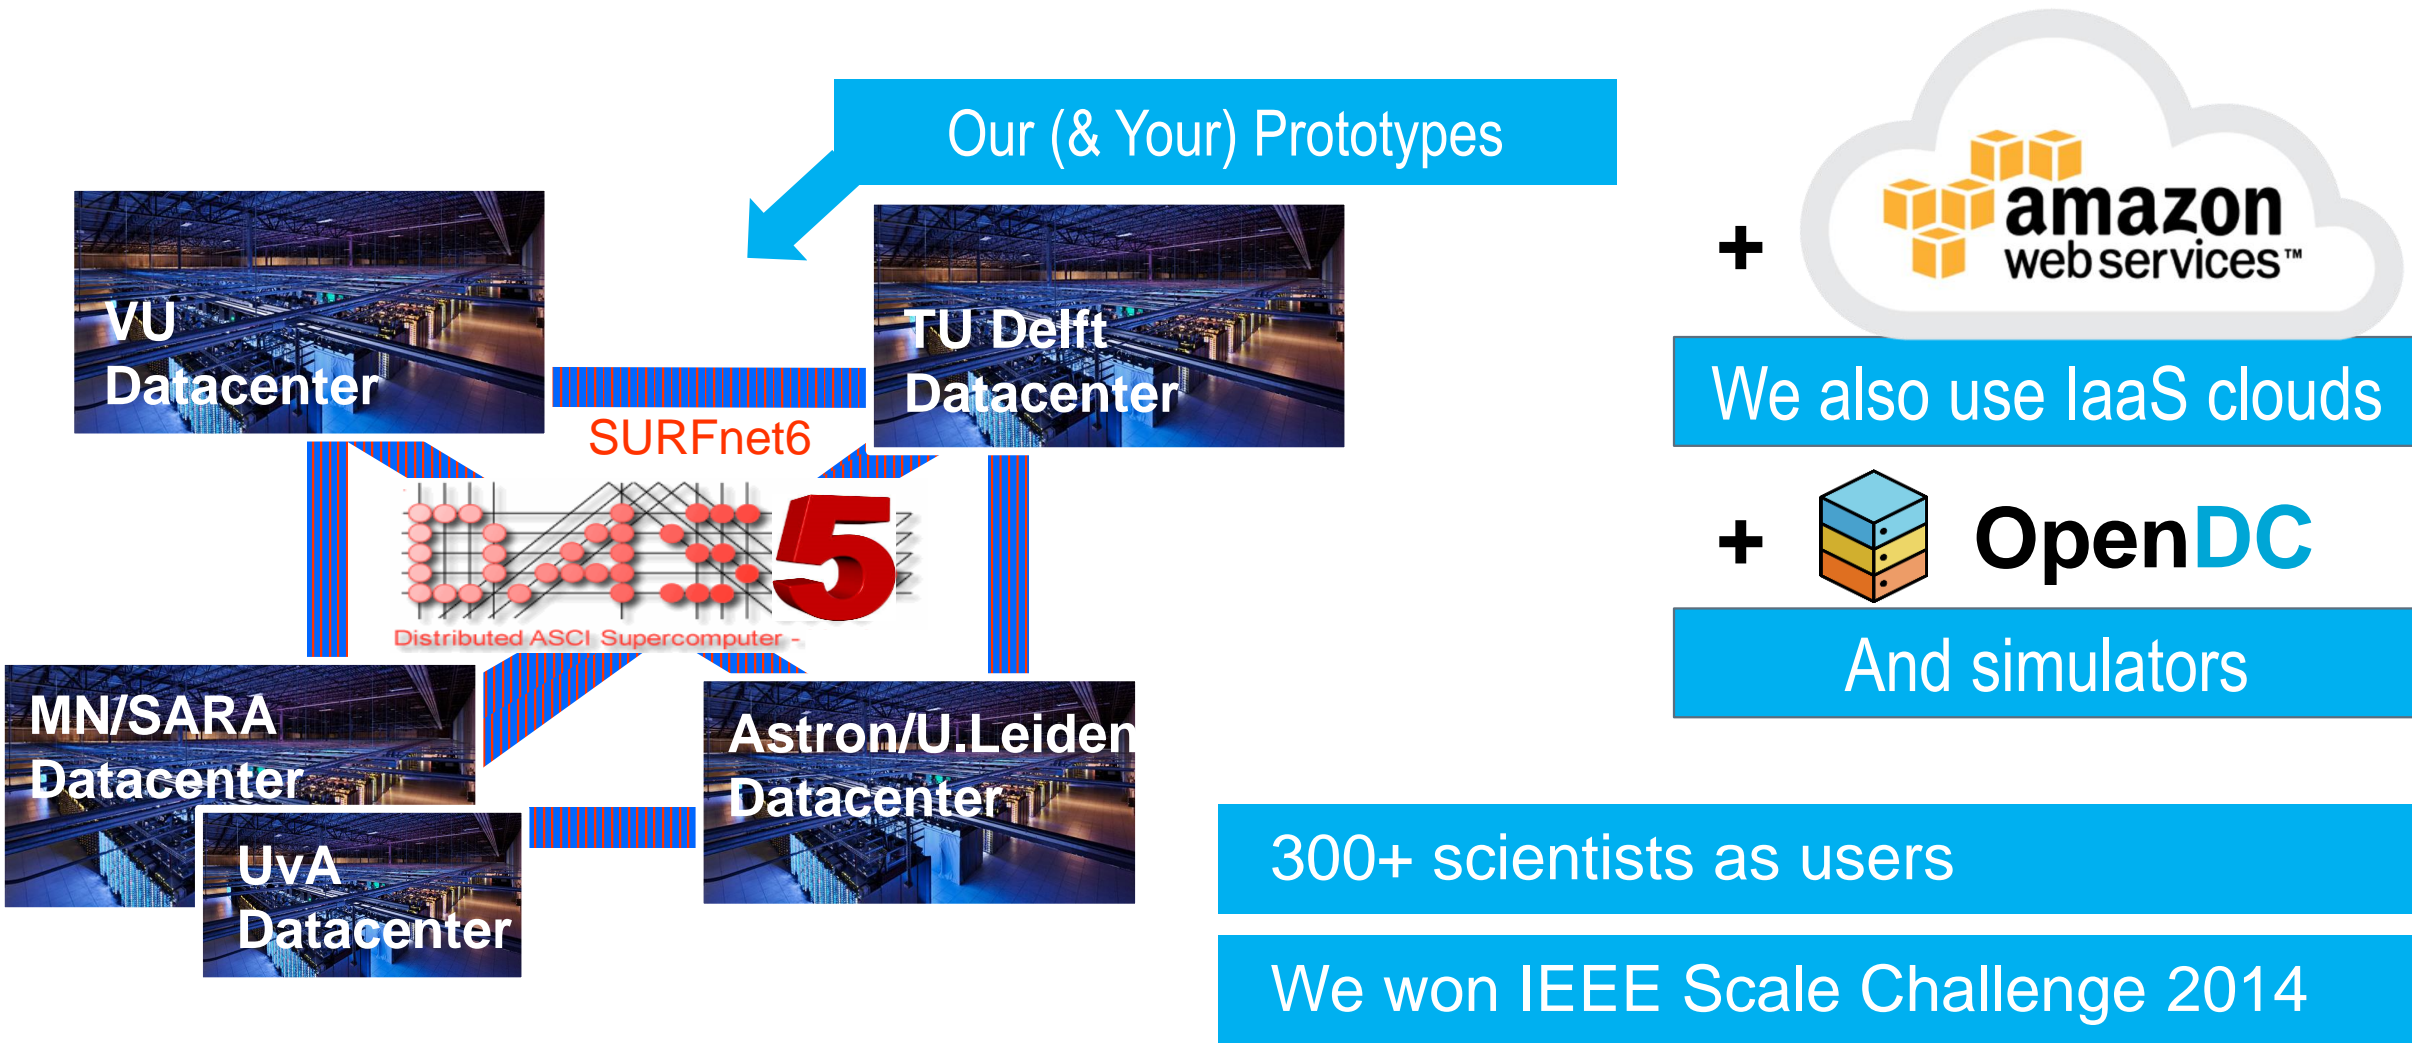 Our (& Your) Prototypes
VU
Datacenter
TU Delft
Datacenter
SURFnet6
DAS
5
Distributed ASCI Supercomputer -
MN/SARA
Datacenter
UvA
Datacenter
Astron/U.Leiden
Datacenter
+
amazon
web services™
We also use IaaS clouds
+
OpenDC
And simulators
300+ scientists as users
We won IEEE Scale Challenge 2014